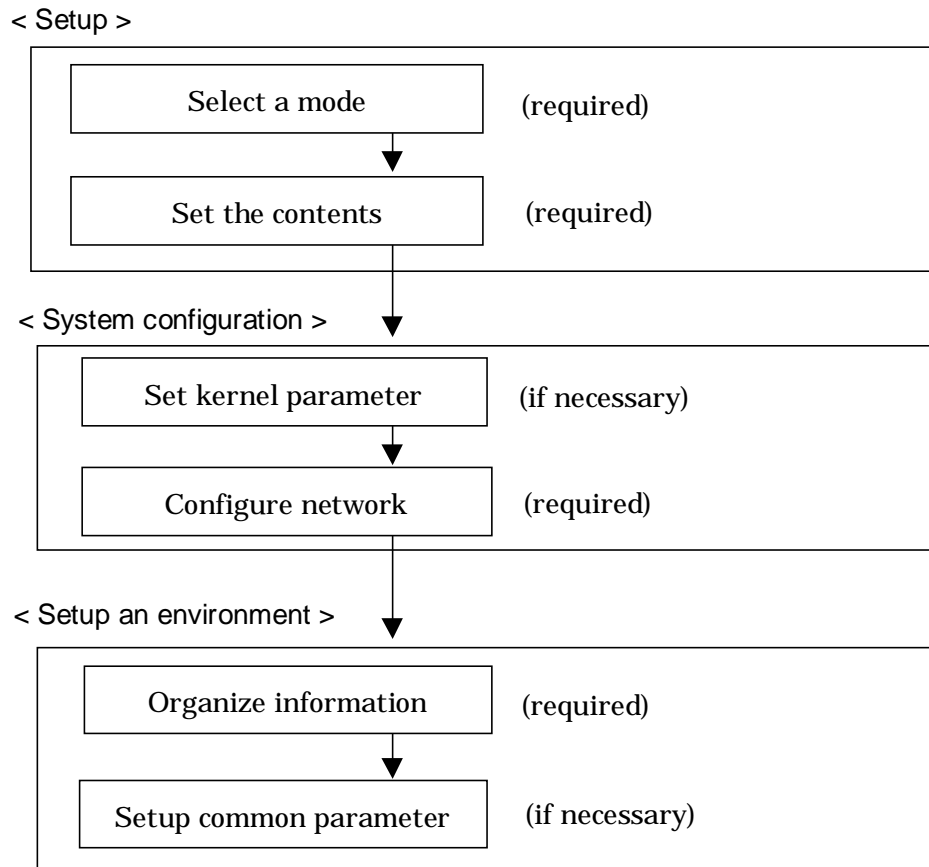 < Setup >
Select a mode (required)
Set the contents (required)
< System configuration >
Set kernel parameter (if necessary)
Configure network (required)
< Setup an environment >
Organize information (required)
Setup common parameter (if necessary)